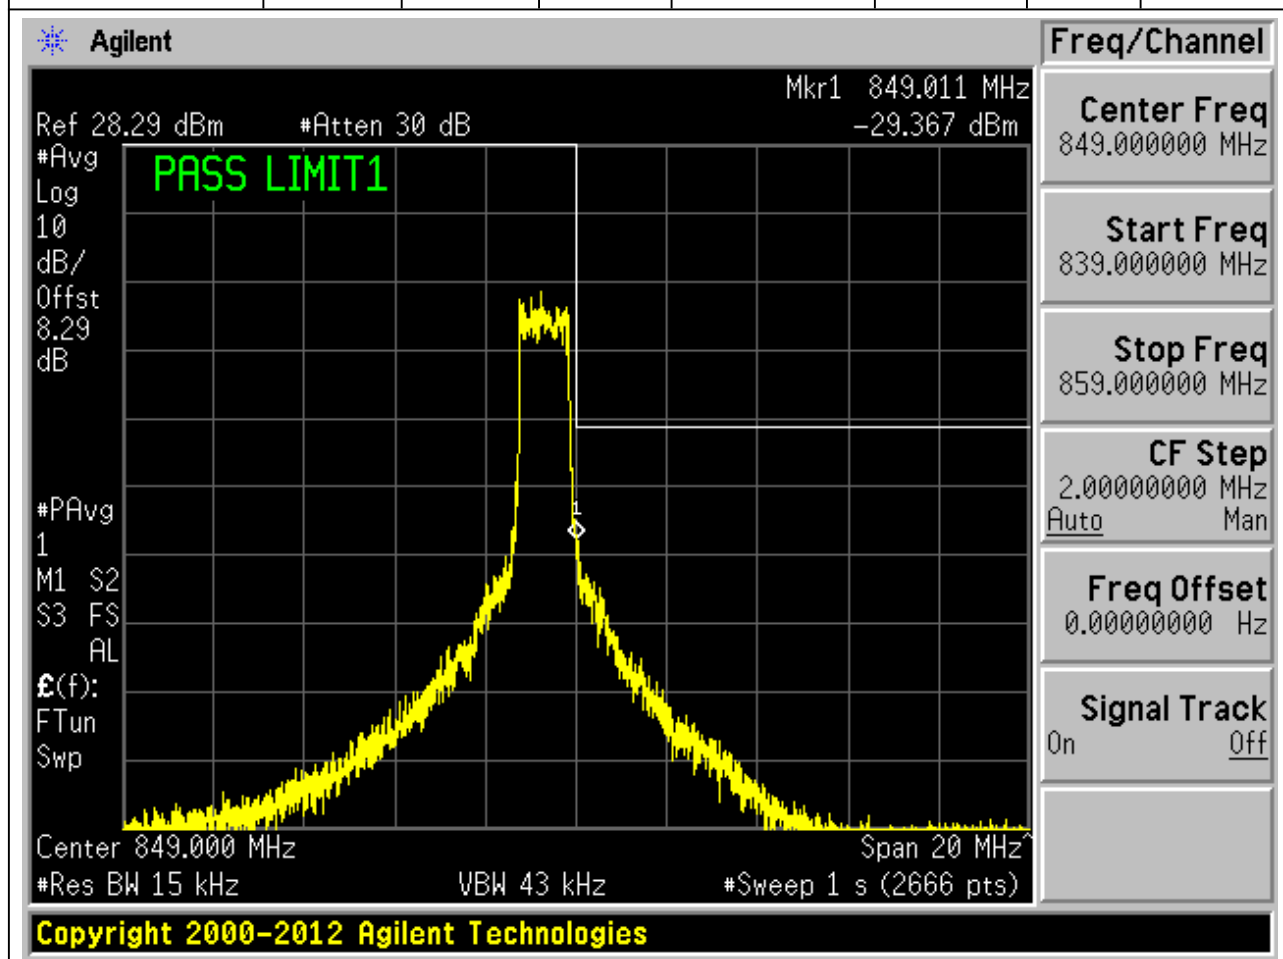 Agilent
Freq/Channel
Mkr1 849.011 MHz
Ref 28.29 dBm #Atten 30 dB -29.367 dBm
#Avg
Log
10
dB/
Offst
8.29
dB
PASS LIMIT1
1
#PAvg
1
M1 S2
S3 FS
AL
£(f):
FTun
Swp
Center 849.000 MHz Span 20 MHz^
#Res BW 15 kHz VBW 43 kHz #Sweep 1 s (2666 pts)
Copyright 2000-2012 Agilent Technologies
Center Freq
849.000000 MHz
Start Freq
839.000000 MHz
Stop Freq
859.000000 MHz
CF Step
2.00000000 MHz
Auto Man
Freq Offset
0.00000000 Hz
Signal Track
On Off